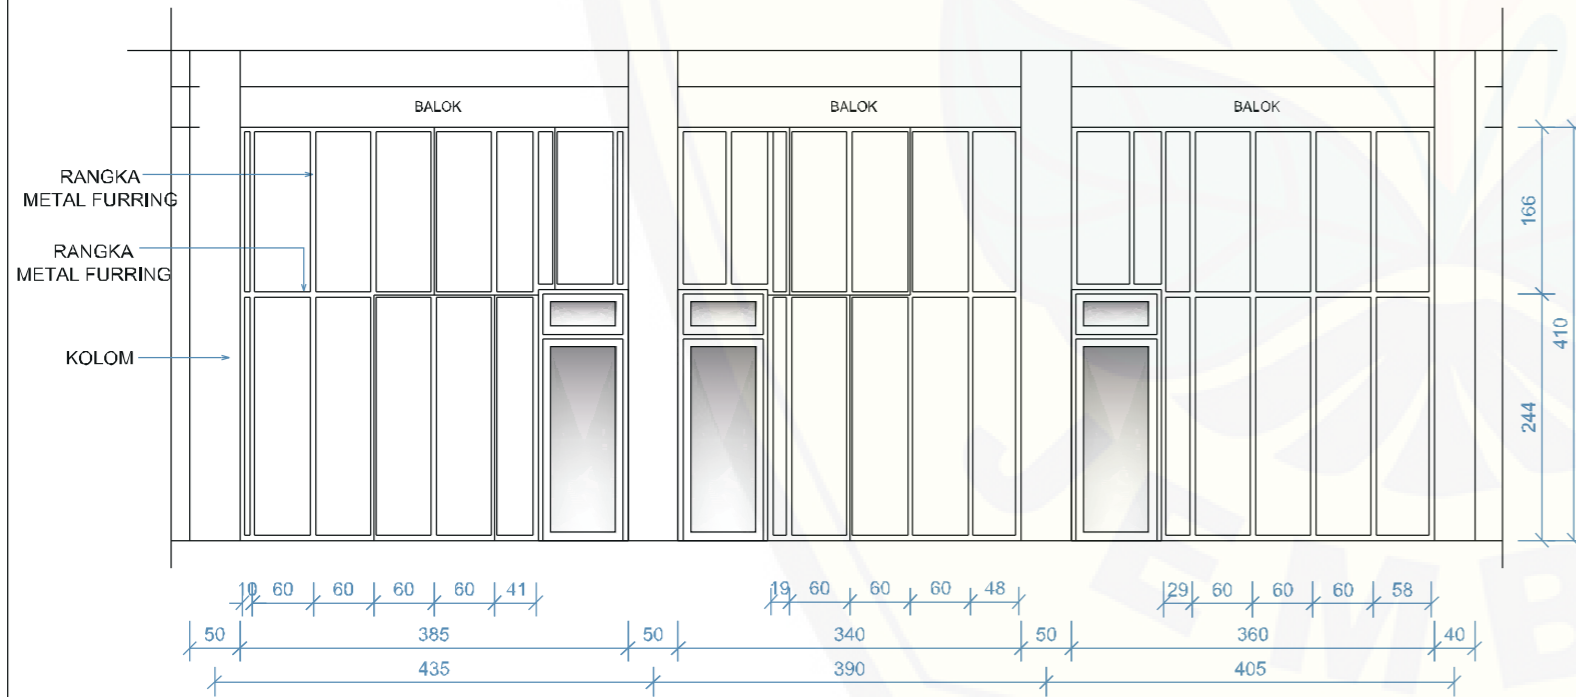 BALOK BALOK BALOK
RANGKA
METAL FURRING
RANGKA
METAL FURRING
KOLOM
166
410
244
10 60 60 60 60 41 19 60 60 60 48 29 60 60 60 58
50 385 50 340 50 360 40
435 390 405
JEMB